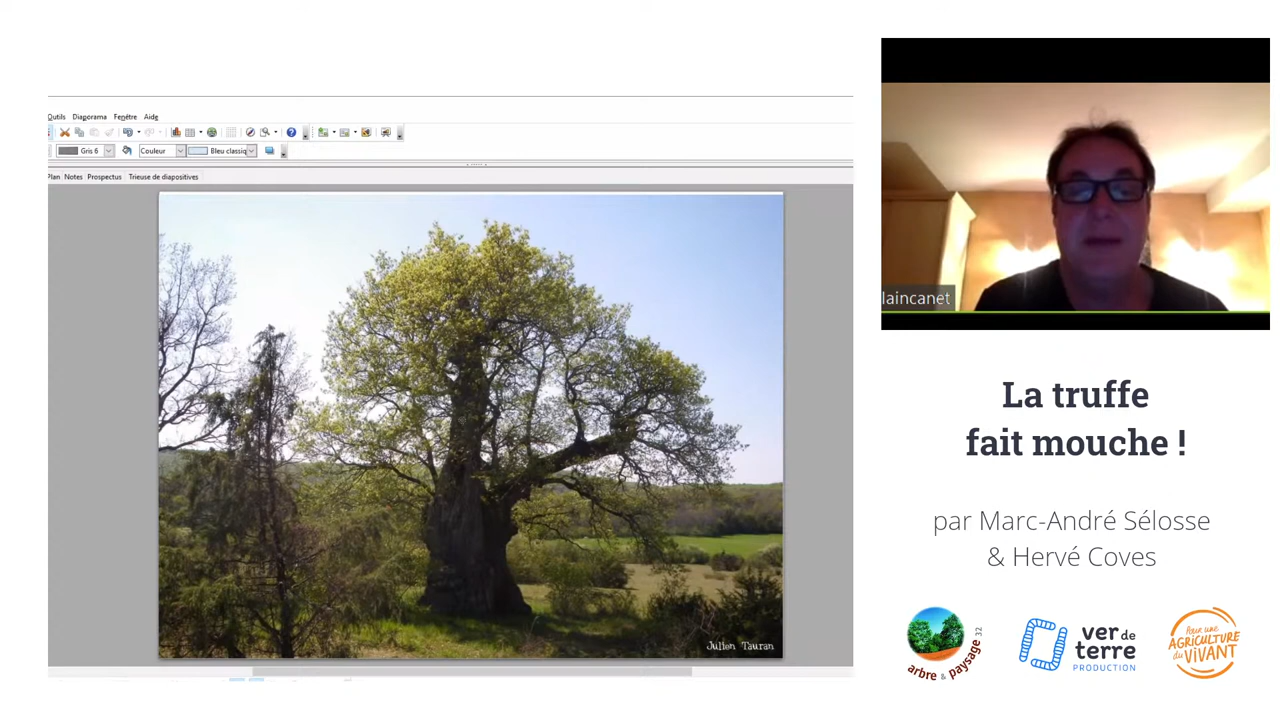 Outils Diagorama Fenêtre Aide
Gris 6 Couleur Bleu classiq
Plan Notes Prospectus Trieuse de diapositives
Julien Tauran
laincanet
La truffe
fait mouche !
par Marc-André Sélosse
& Hervé Coves
arbre & paysage 32
ver de
terre
PRODUCTION
Pour une
AGRICULTURE
du VIVANT